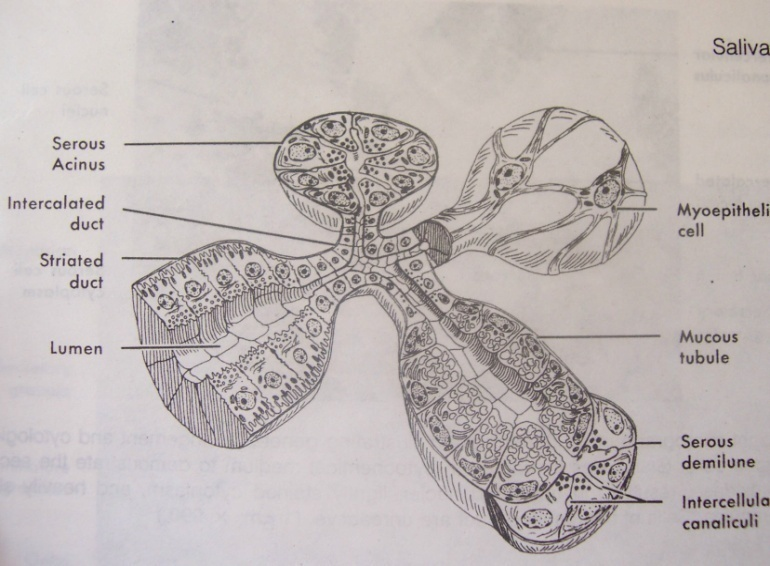 Saliva
Serous
Acinus
Intercalated
duct
Striated
duct
Lumen
Myoepitheli
cell
Mucous
tubule
Serous
demilune
Intercellula
canaliculi